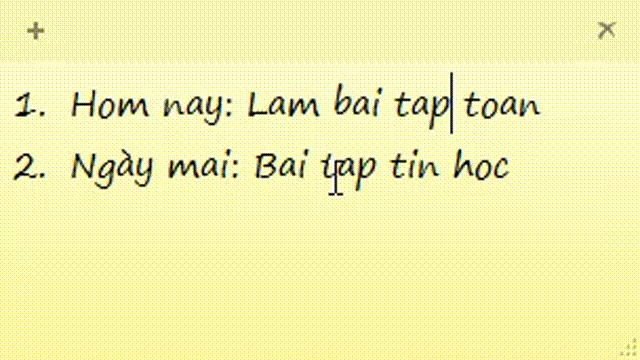 1. Hom nay: Lam bai tap toan
2. Ngày mai: Bai tap tin hoc